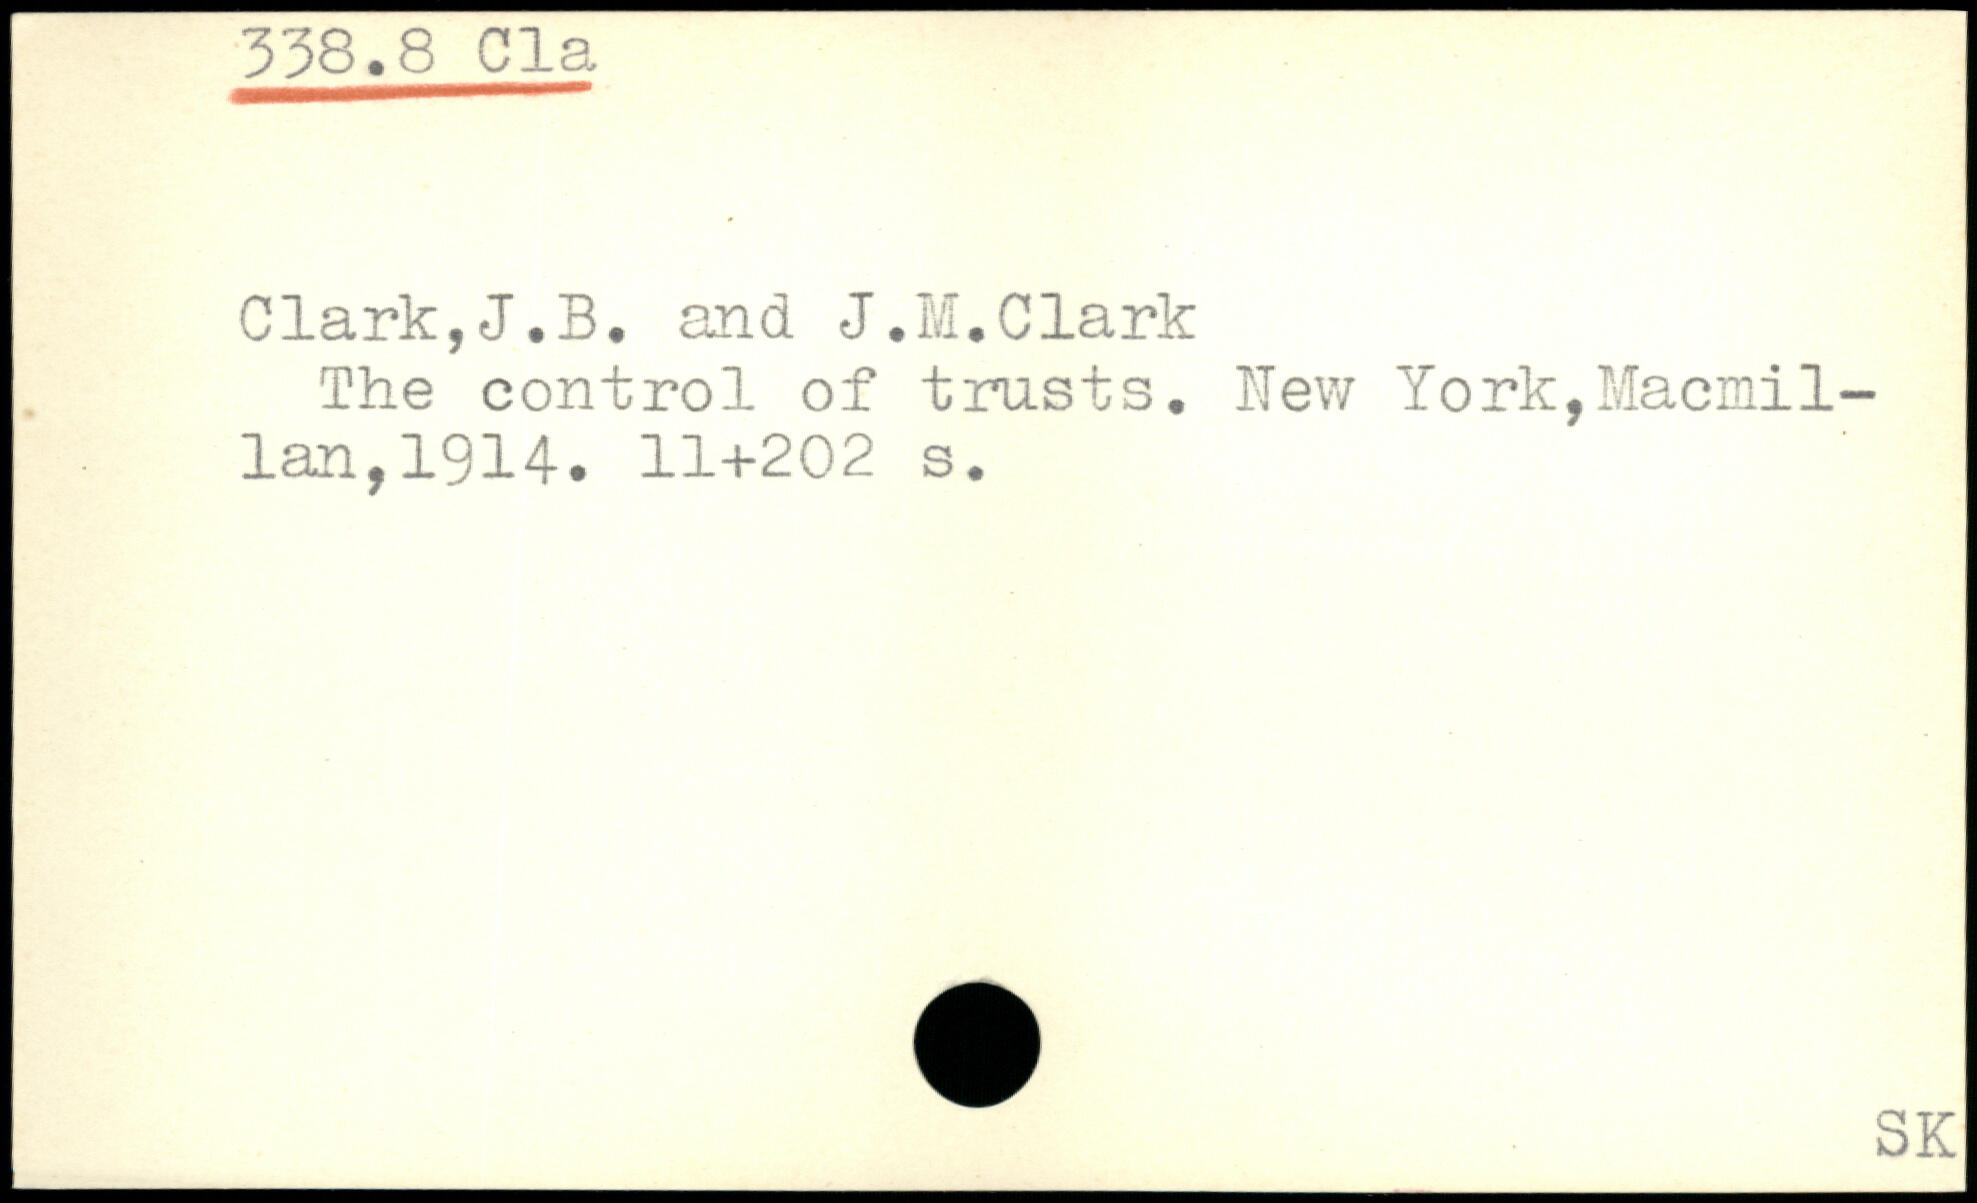 338.8 Cla
Clark,J.B. and J.M.Clark
The control of trusts. New York,Macmil-
lan,1914. 11+202 s.
SK